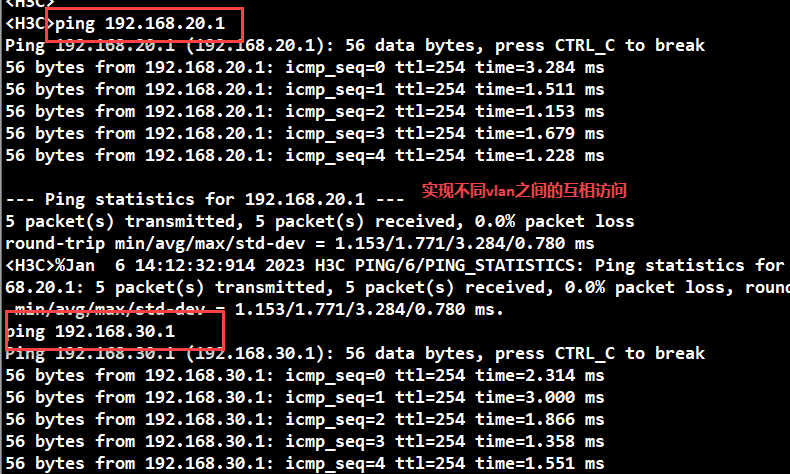 <H3C>
<H3C>ping 192.168.20.1
Ping 192.168.20.1 (192.168.20.1): 56 data bytes, press CTRL_C to break
56 bytes from 192.168.20.1: icmp_seq=0 ttl=254 time=3.284 ms
56 bytes from 192.168.20.1: icmp_seq=1 ttl=254 time=1.511 ms
56 bytes from 192.168.20.1: icmp_seq=2 ttl=254 time=1.153 ms
56 bytes from 192.168.20.1: icmp_seq=3 ttl=254 time=1.679 ms
56 bytes from 192.168.20.1: icmp_seq=4 ttl=254 time=1.228 ms
实现不同vlan之间的互相访问
--- Ping statistics for 192.168.20.1 ---
5 packet(s) transmitted, 5 packet(s) received, 0.0% packet loss
round-trip min/avg/max/std-dev = 1.153/1.771/3.284/0.780 ms
<H3C>%Jan  6 14:12:32:914 2023 H3C PING/6/PING_STATISTICS: Ping statistics for
68.20.1: 5 packet(s) transmitted, 5 packet(s) received, 0.0% packet loss, roun
min/avg/max/std-dev = 1.153/1.771/3.284/0.780 ms.
ping 192.168.30.1
Ping 192.168.30.1 (192.168.30.1): 56 data bytes, press CTRL_C to break
56 bytes from 192.168.30.1: icmp_seq=0 ttl=254 time=2.314 ms
56 bytes from 192.168.30.1: icmp_seq=1 ttl=254 time=3.000 ms
56 bytes from 192.168.30.1: icmp_seq=2 ttl=254 time=1.866 ms
56 bytes from 192.168.30.1: icmp_seq=3 ttl=254 time=1.358 ms
56 bytes from 192.168.30.1: icmp_seq=4 ttl=254 time=1.551 ms